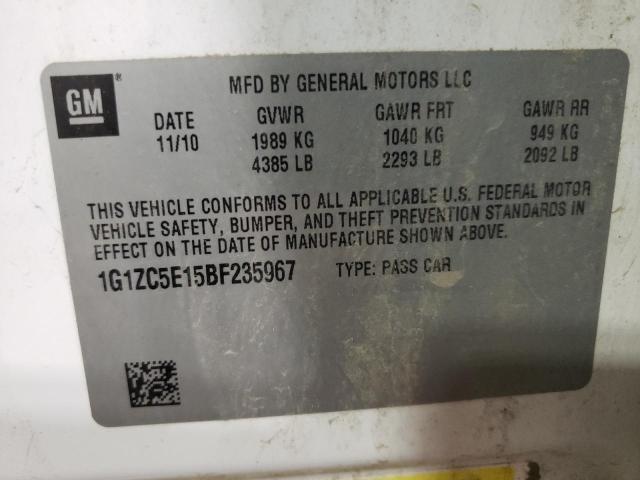 GM
MFD BY GENERAL MOTORS LLC
DATE GVWR GAWR FRT GAWR RR
11/10 1989 KG 1040 KG 949 KG
4385 LB 2293 LB 2092 LB
THIS VEHICLE CONFORMS TO ALL APPLICABLE U.S. FEDERAL MOTOR
VEHICLE SAFETY, BUMPER, AND THEFT PREVENTION STANDARDS IN
EFFECT ON THE DATE OF MANUFACTURE SHOWN ABOVE.
1G1ZC5E15BF235967 TYPE: PASS CAR